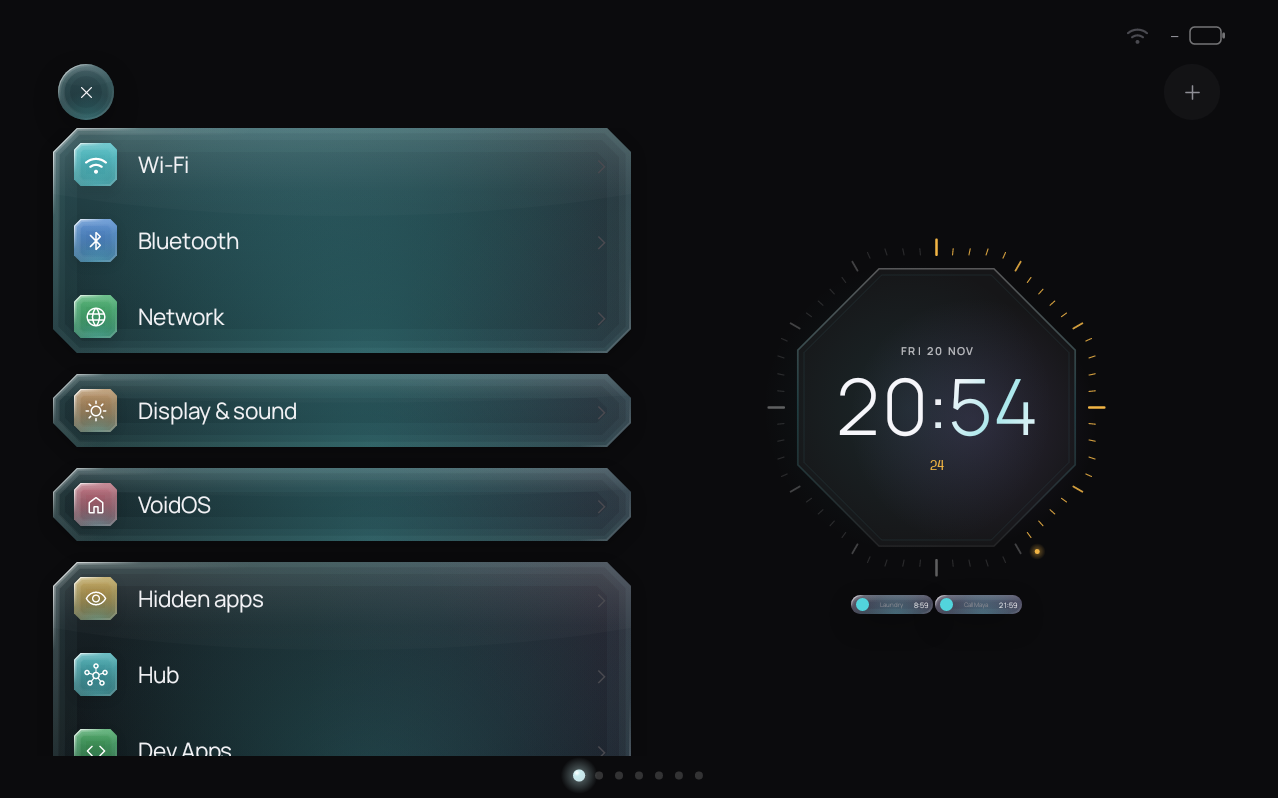 Wi-Fi
Bluetooth
Network
Display & sound
VoidOS
Hidden apps
Hub
Dev Apps
FRI 20 NOV
20:54
24
Laundry 8:59
21:59